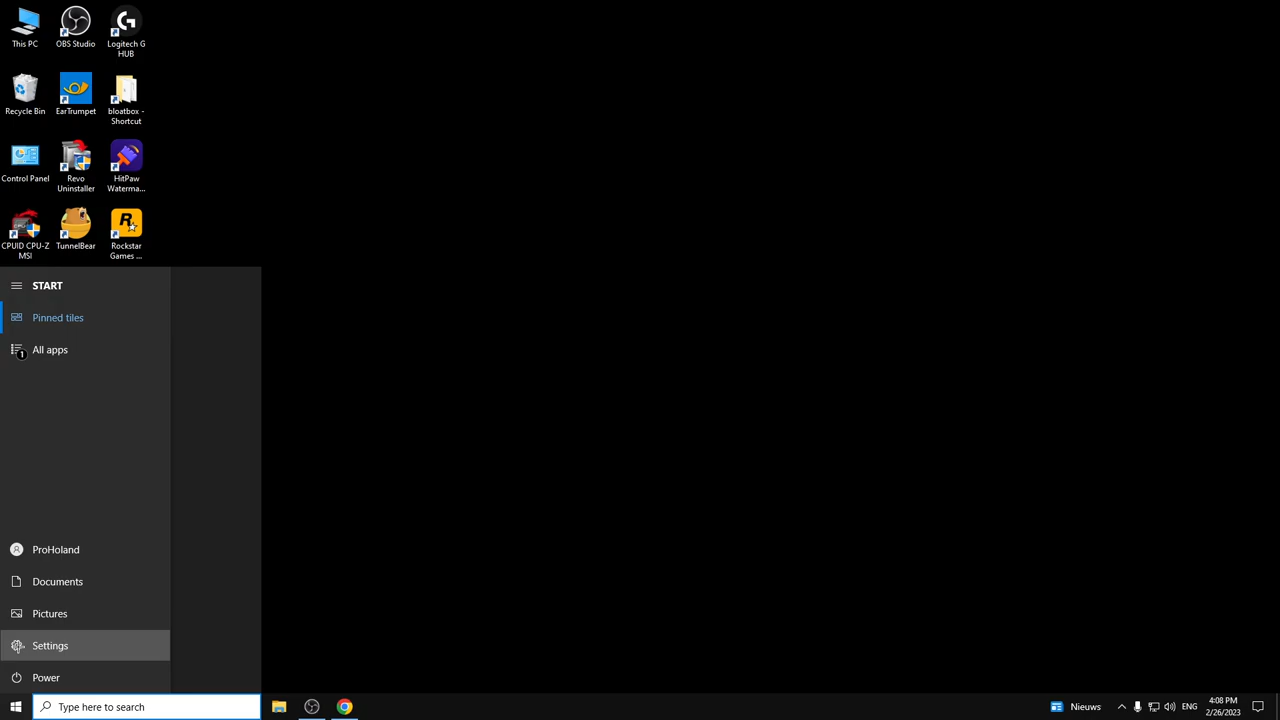 This PC
OBS Studio
Logitech G
HUB
Recycle Bin
EarTrumpet
bloatbox -
Shortcut
Control Panel
Revo
Uninstaller
HitPaw
Waterma...
CPUID CPU-Z
MSI
TunnelBear
Rockstar
Games ...
START
Pinned tiles
All apps
1
ProHoland
Documents
Pictures
Settings
Power
Type here to search
Nieuws
ENG
4:08 PM
2/26/2023